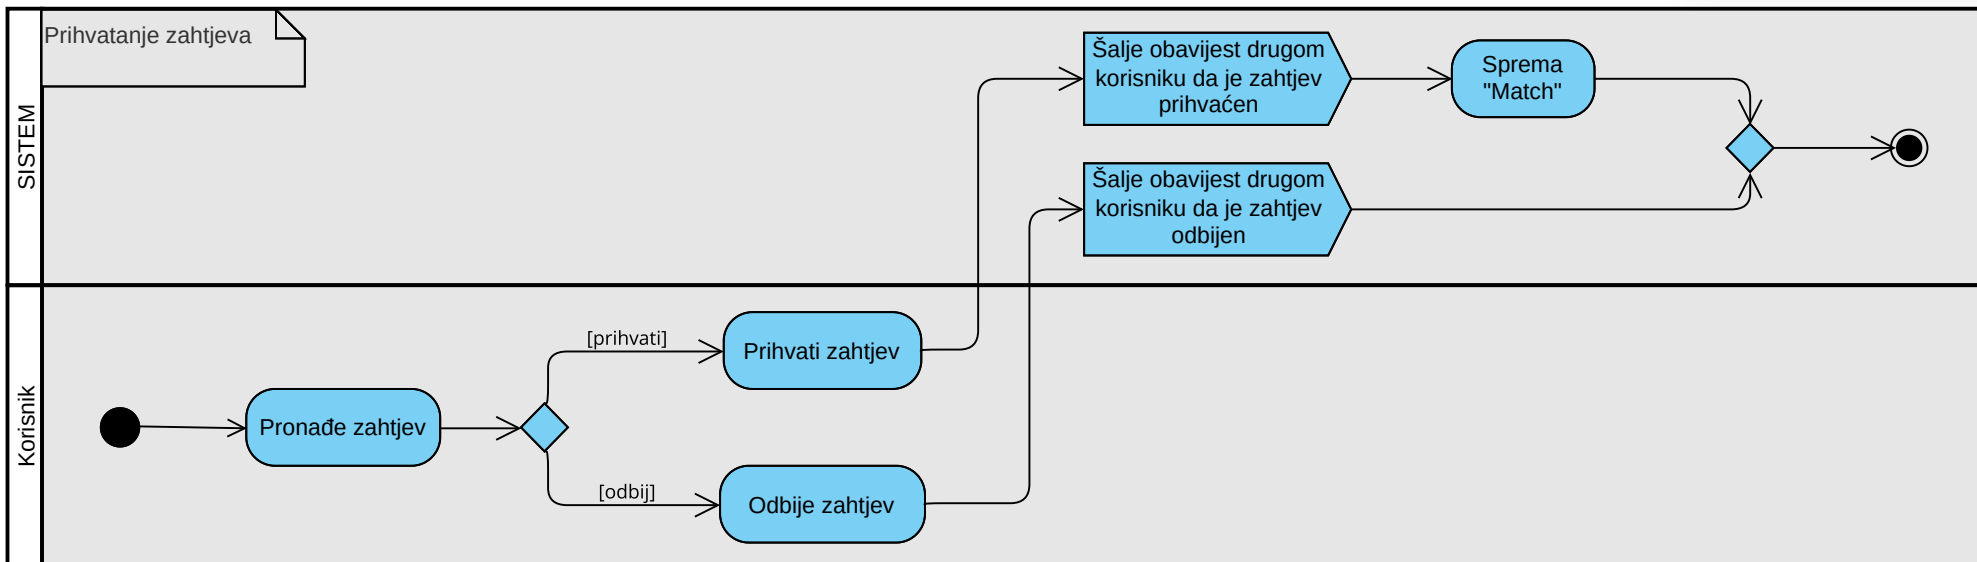 Prihvatanje zahtjeva
SISTEM
Šalje obavijest drugom
korisniku da je zahtjev
prihvaćen
Sprema
"Match"
Šalje obavijest drugom
korisniku da je zahtjev
odbijen
Korisnik
Pronađe zahtjev
[prihvati]
Prihvati zahtjev
[odbij]
Odbije zahtjev